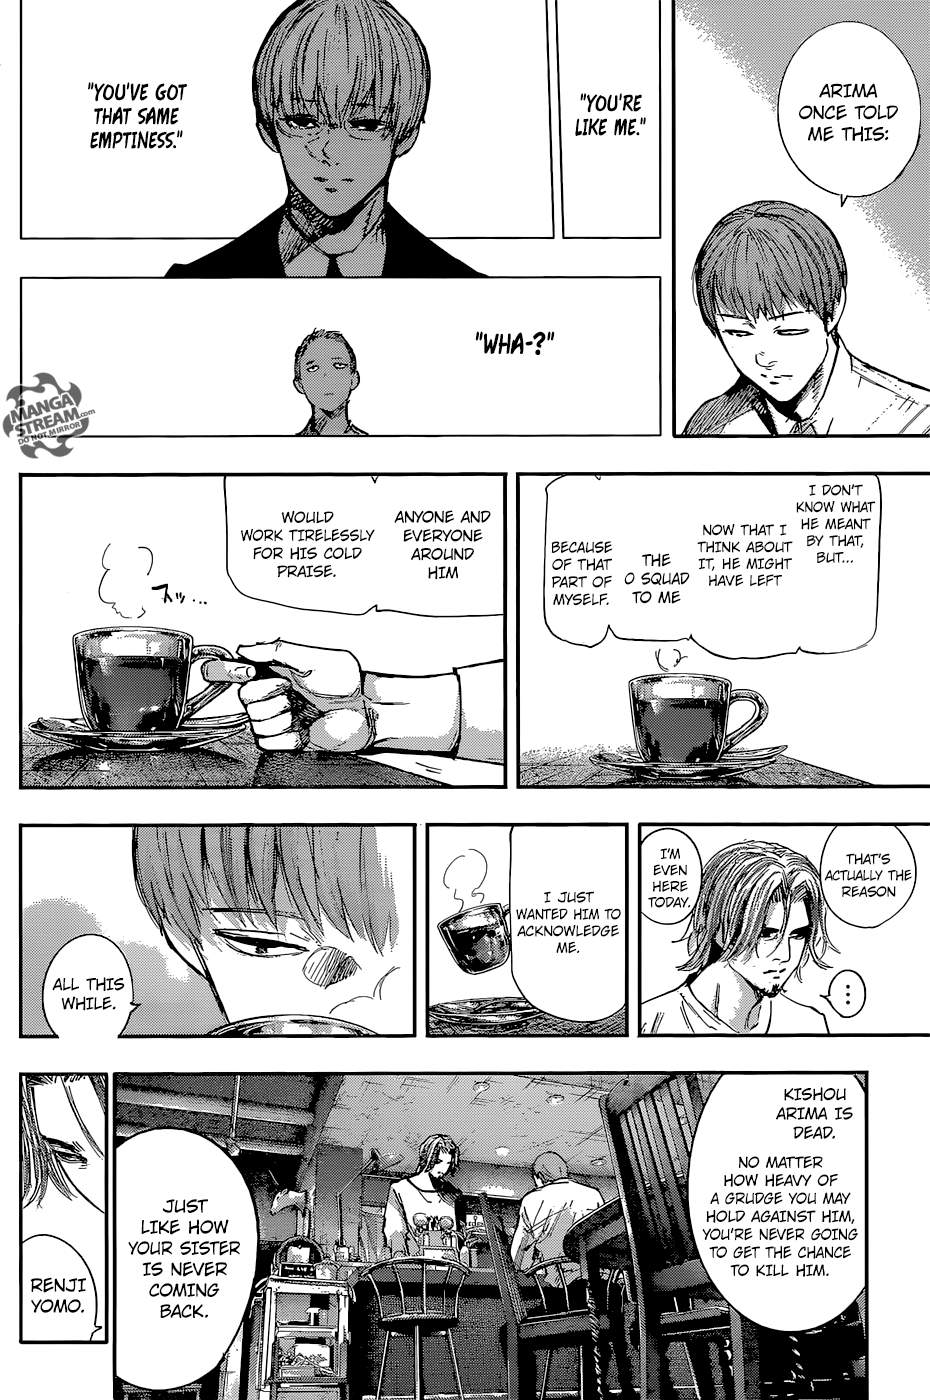 ARIMA
ONCE TOLD
ME THIS:
"YOU'RE
LIKE ME."
"YOU'VE GOT
THAT SAME
EMPTINESS."
"WHA-?"
MANGA
STREAM.com
DO NOT MIRROR
I DON'T
KNOW WHAT
HE MEANT
BY THAT,
BUT...
NOW THAT I
THINK ABOUT
IT, HE MIGHT
HAVE LEFT
THE
0 SQUAD
TO ME
BECAUSE
OF THAT
PART OF
MYSELF.
ANYONE AND
EVERYONE
AROUND
HIM
WOULD
WORK TIRELESSLY
FOR HIS COLD
PRAISE.
ズッ...
THAT'S
ACTUALLY THE
REASON
I'M
EVEN
HERE
TODAY.
...
I JUST
WANTED HIM TO
ACKNOWLEDGE
ME.
ALL THIS
WHILE.
KISHOU
ARIMA IS
DEAD.
NO MATTER
HOW HEAVY OF
A GRUDGE YOU MAY
HOLD AGAINST HIM,
YOU'RE NEVER GOING
TO GET THE CHANCE
TO KILL HIM.
JUST
LIKE HOW
YOUR SISTER
IS NEVER
COMING
BACK.
RENJI
YOMO.